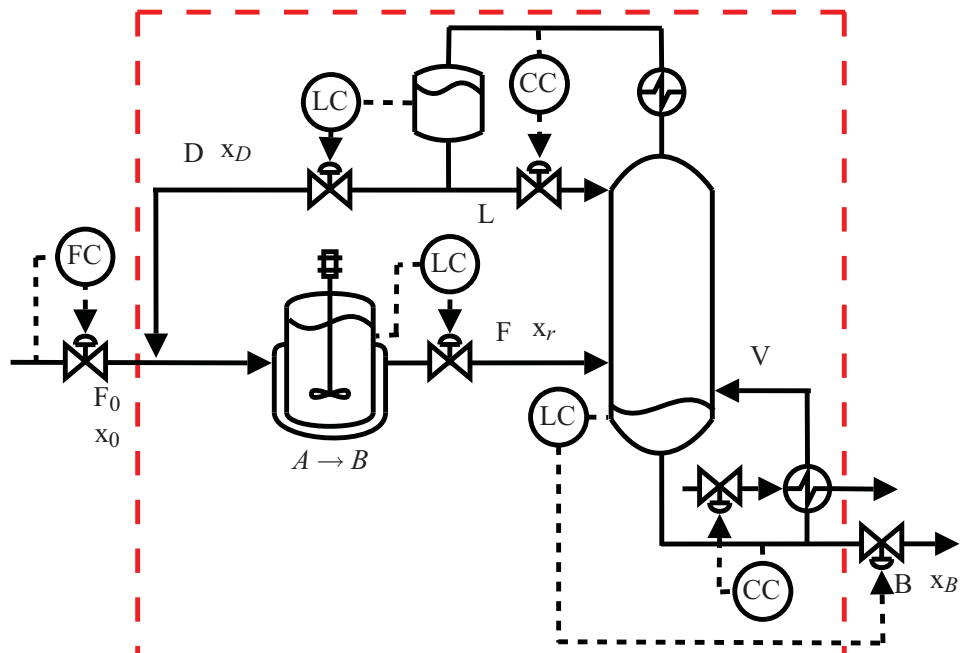 CC
LC
D x_D
L
FC
LC
F x_r
V
F_0
x_0
LC
A → B
CC
B x_B